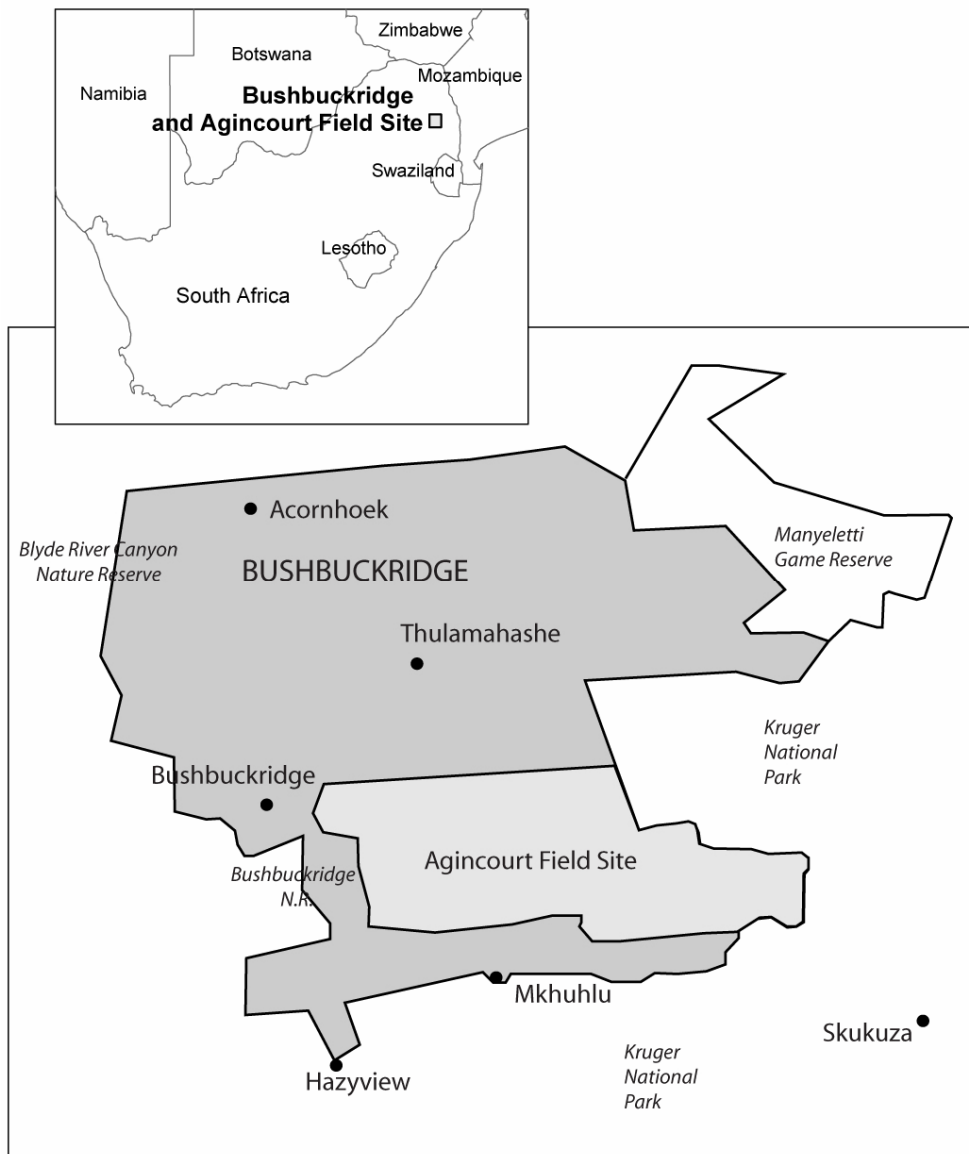 Zimbabwe
Botswana
Mozambique
Namibia
Bushbuckridge
and Agincourt Field Site
Swaziland
Lesotho
South Africa
Acornhoek
Blyde River Canyon
Nature Reserve
BUSHBUCKRIDGE
Manyeletti
Game Reserve
Thulamahashe
Kruger
National
Park
Bushbuckridge
Agincourt Field Site
Bushbuckridge
N.R.
Mkhuhlu
Skukuza
Kruger
National
Park
Hazyview